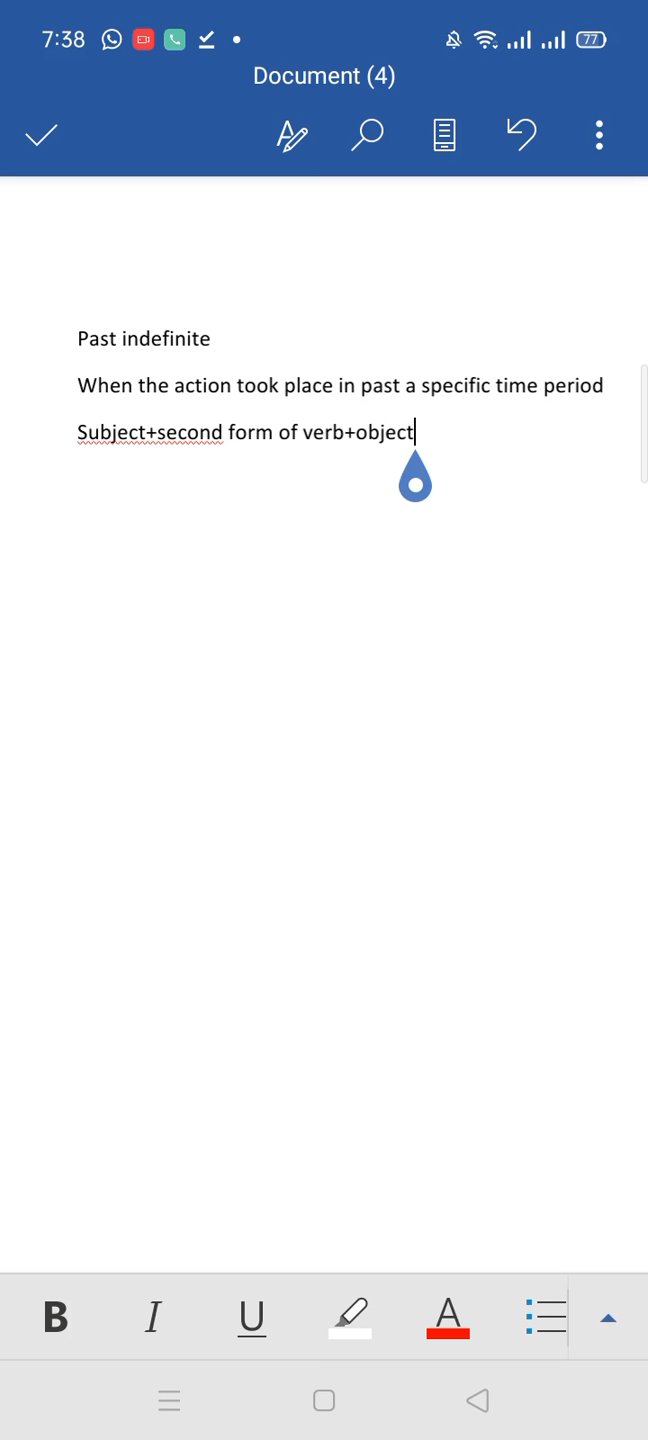 7:38 77
Document (4)
Past indefinite
When the action took place in past a specific time period
Subject+second form of verb+object
B I U A